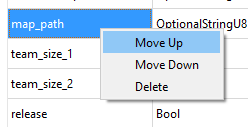 map_path OptionalStringU8
Move Up
team_size_1 Move Down
team_size_2 Delete
release Bool